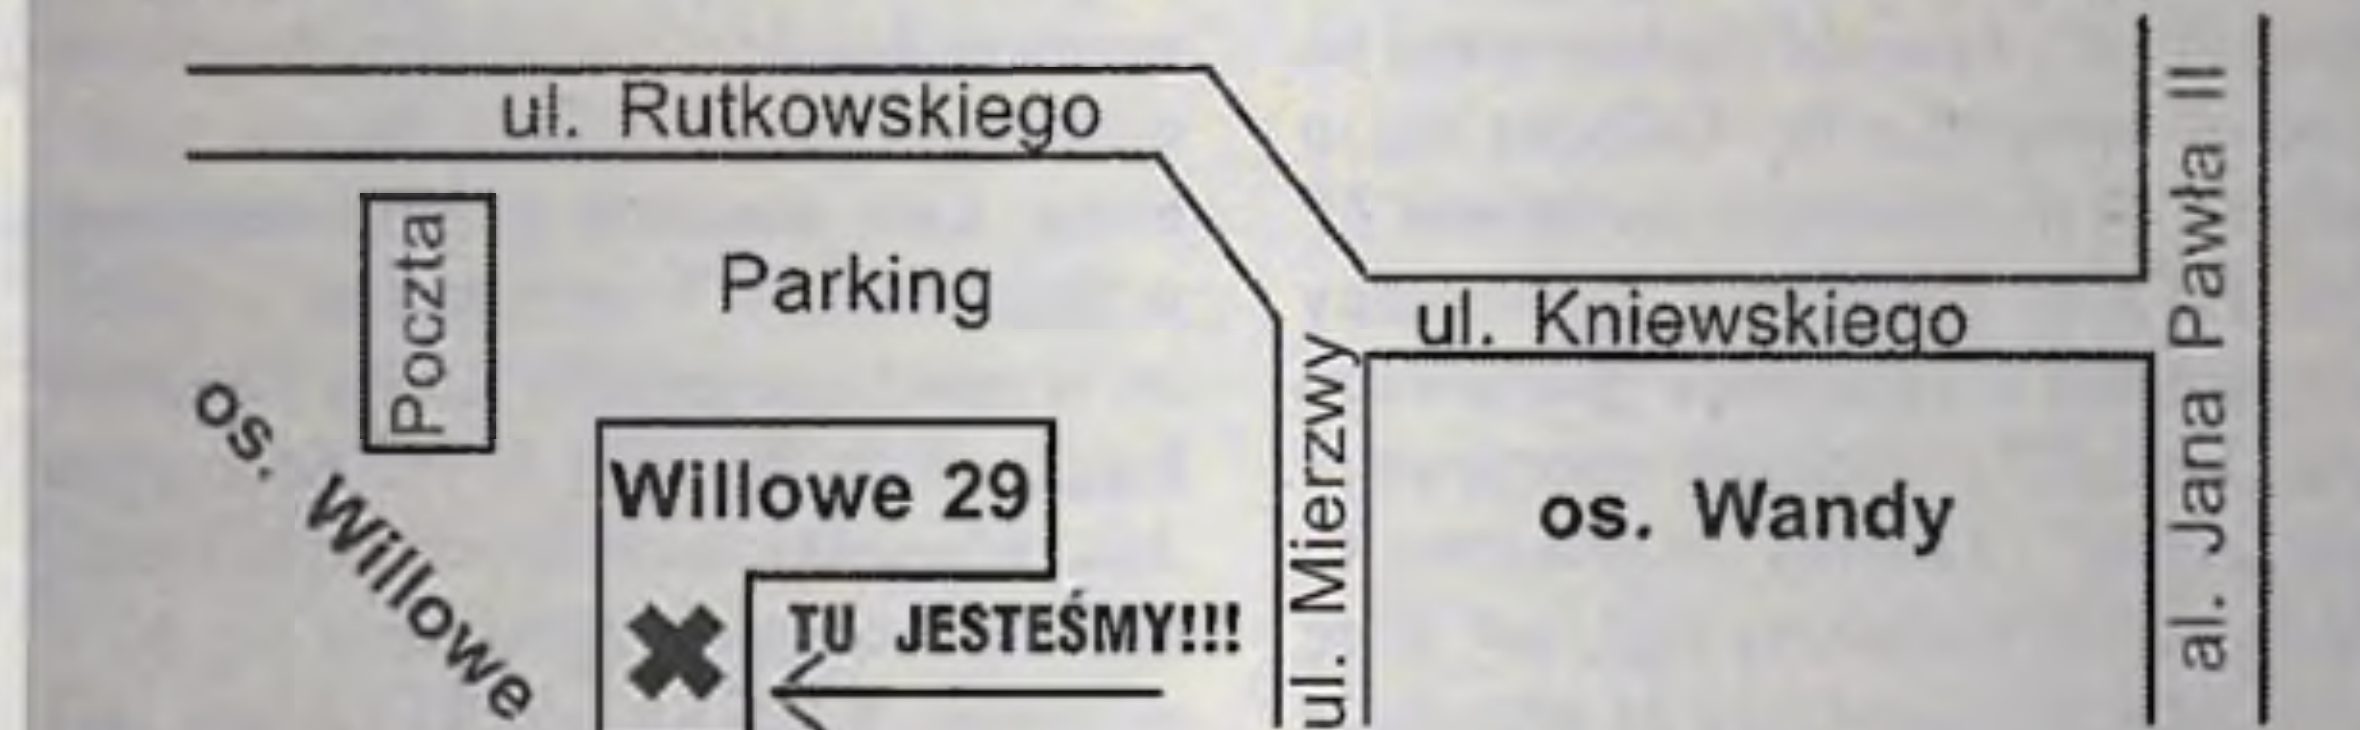 ul. Rutkowskiego
al. Jana Pawła II
Poczta
Parking
ul. Kniewskiego
os. Willowe
Willowe 29
ul. Mierzwy
os. Wandy
TU JESTEŚMY!!!